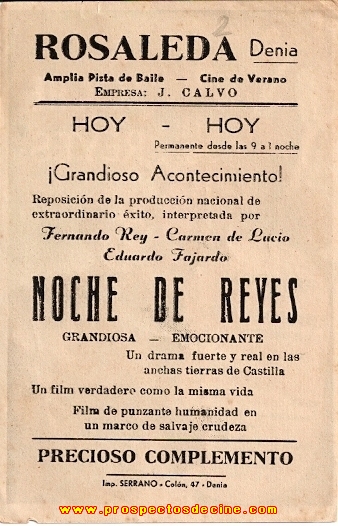 2
ROSALEDA Denia
Amplia Pista de Baile — Cine de Verano
EMPRESA: J. CALVO
HOY - HOY
Permanente desde las 9 a 1 noche
¡Grandioso Acontecimiento!
Reposición de la producción nacional de
extraordinario éxito, interpretada por
Fernando Rey - Carmen de Lucio
Eduardo Fajardo
NOCHE DE REYES
GRANDIOSA — EMOCIONANTE
Un drama fuerte y real en las
anchas tierras de Castilla
Un film verdadero como la misma vida
Film de punzante humanidad en
un marco de salvaje crudeza
PRECIOSO COMPLEMENTO
Imp. SERRANO - Colón, 47 - Denia
www.prospectosdecine.com